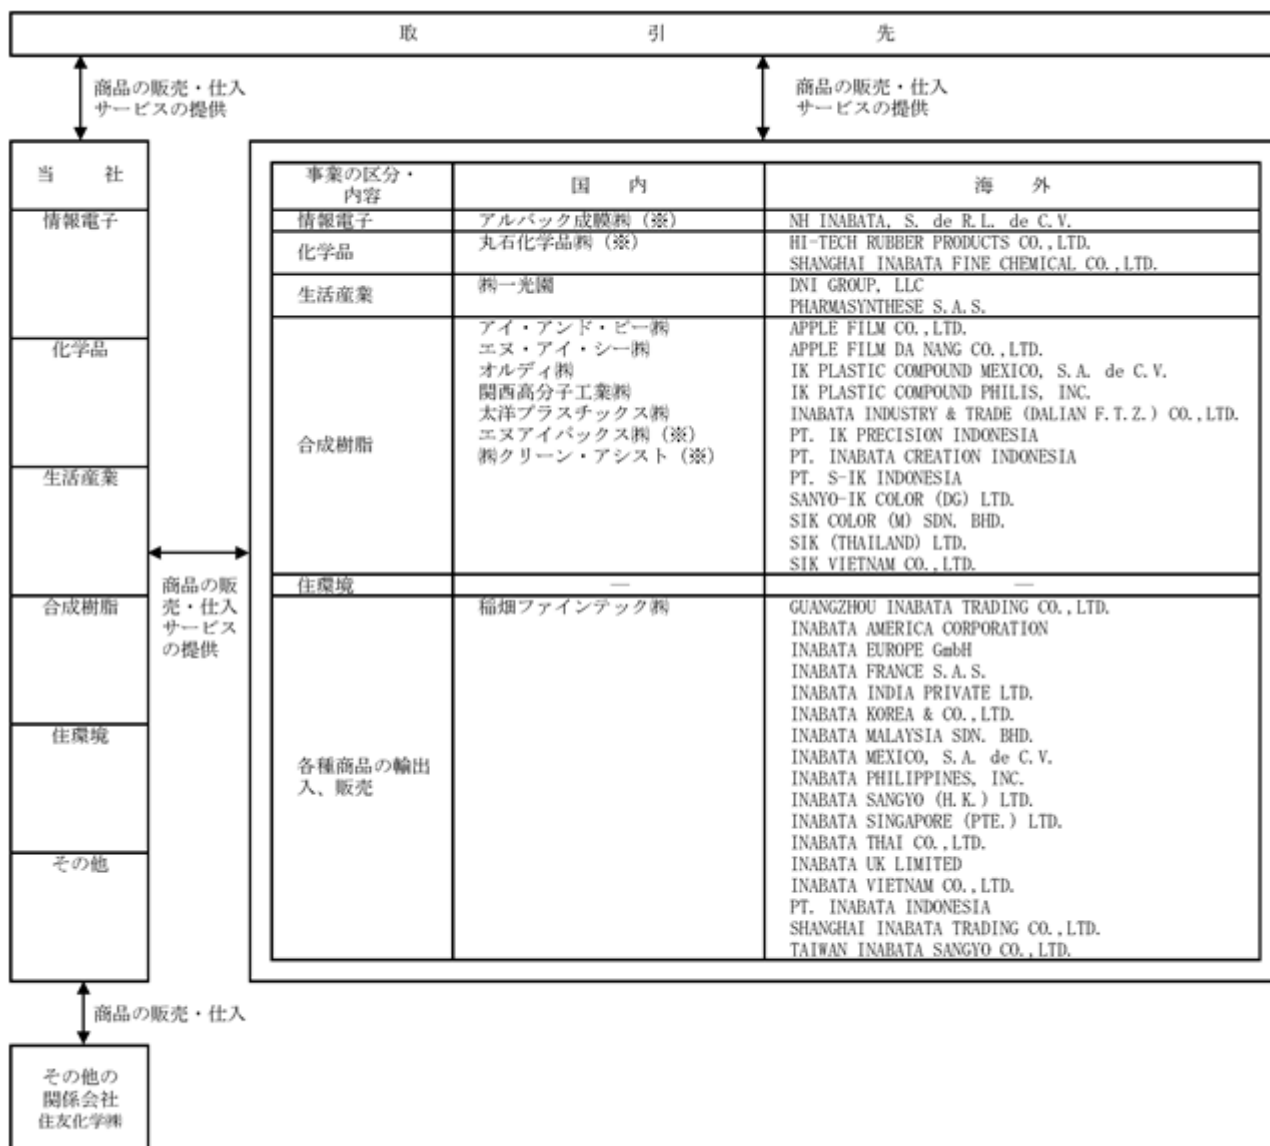 取引先
商品の販売・仕入
サービスの提供
商品の販売・仕入
サービスの提供
当社
情報電子
化学品
生活産業
合成樹脂
住環境
その他
商品の販
売・仕入
サービス
の提供
事業の区分・
内容
国内
海外
情報電子
アルバック成膜㈱（※）
NH INABATA, S. de R.L. de C.V.
化学品
丸石化学品㈱（※）
HI-TECH RUBBER PRODUCTS CO.,LTD.
SHANGHAI INABATA FINE CHEMICAL CO.,LTD.
生活産業
㈱一光園
DNI GROUP, LLC
PHARMASYNTHESE S.A.S.
合成樹脂
アイ・アンド・ピー㈱
エヌ・アイ・シー㈱
オルディ㈱
関西高分子工業㈱
太洋プラスチックス㈱
エヌアイパックス㈱（※）
㈱クリーン・アシスト（※）
APPLE FILM CO.,LTD.
APPLE FILM DA NANG CO.,LTD.
IK PLASTIC COMPOUND MEXICO, S.A. de C.V.
IK PLASTIC COMPOUND PHILIS, INC.
INABATA INDUSTRY & TRADE (DALIAN F.T.Z.) CO.,LTD.
PT. IK PRECISION INDONESIA
PT. INABATA CREATION INDONESIA
PT. S-IK INDONESIA
SANYO-IK COLOR (DG) LTD.
SIK COLOR (M) SDN. BHD.
SIK (THAILAND) LTD.
SIK VIETNAM CO.,LTD.
住環境
―
―
各種商品の輸出
入、販売
稲畑ファインテック㈱
GUANGZHOU INABATA TRADING CO.,LTD.
INABATA AMERICA CORPORATION
INABATA EUROPE GmbH
INABATA FRANCE S.A.S.
INABATA INDIA PRIVATE LTD.
INABATA KOREA & CO.,LTD.
INABATA MALAYSIA SDN. BHD.
INABATA MEXICO, S.A. de C.V.
INABATA PHILIPPINES, INC.
INABATA SANGYO (H.K.) LTD.
INABATA SINGAPORE (PTE.) LTD.
INABATA THAI CO.,LTD.
INABATA UK LIMITED
INABATA VIETNAM CO.,LTD.
PT. INABATA INDONESIA
SHANGHAI INABATA TRADING CO.,LTD.
TAIWAN INABATA SANGYO CO.,LTD.
商品の販売・仕入
その他の
関係会社
住友化学㈱